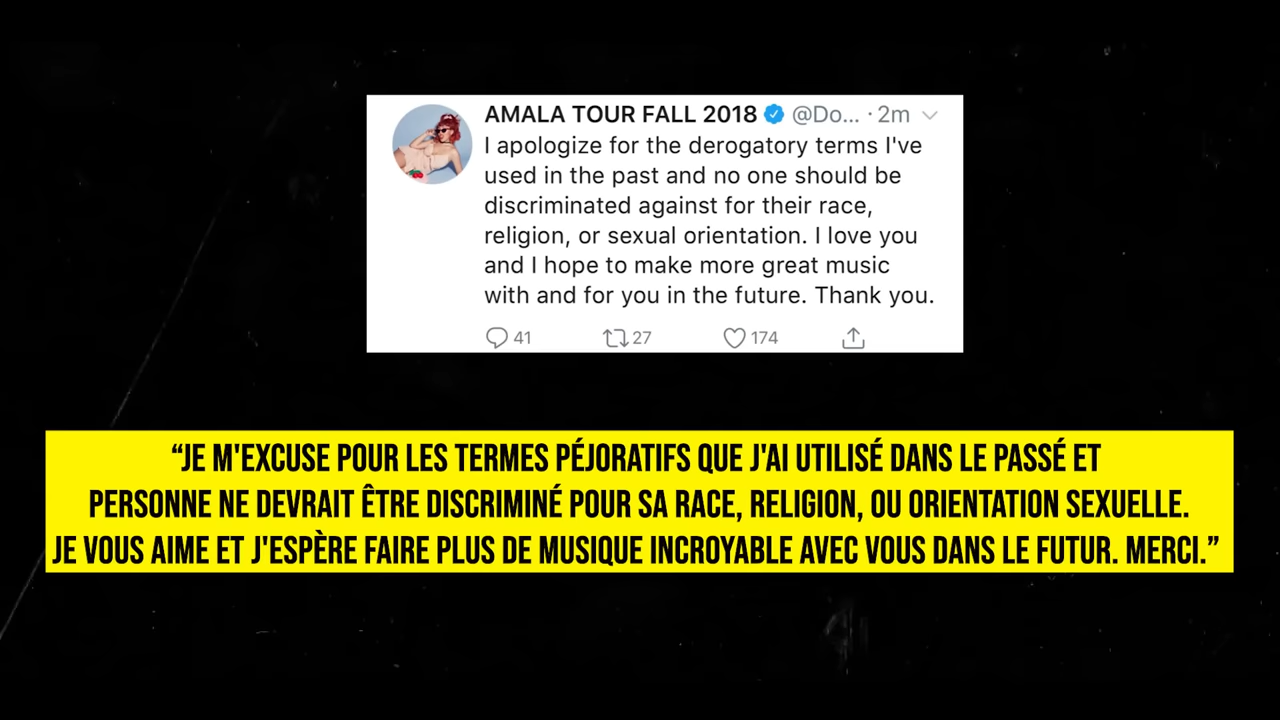 AMALA TOUR FALL 2018 @Do... · 2m
I apologize for the derogatory terms I've
used in the past and no one should be
discriminated against for their race,
religion, or sexual orientation. I love you
and I hope to make more great music
with and for you in the future. Thank you.
41 27 174
“JE M'EXCUSE POUR LES TERMES PÉJORATIFS QUE J'AI UTILISÉ DANS LE PASSÉ ET
PERSONNE NE DEVRAIT ÊTRE DISCRIMINÉ POUR SA RACE, RELIGION, OU ORIENTATION SEXUELLE.
JE VOUS AIME ET J'ESPÈRE FAIRE PLUS DE MUSIQUE INCROYABLE AVEC VOUS DANS LE FUTUR. MERCI.”